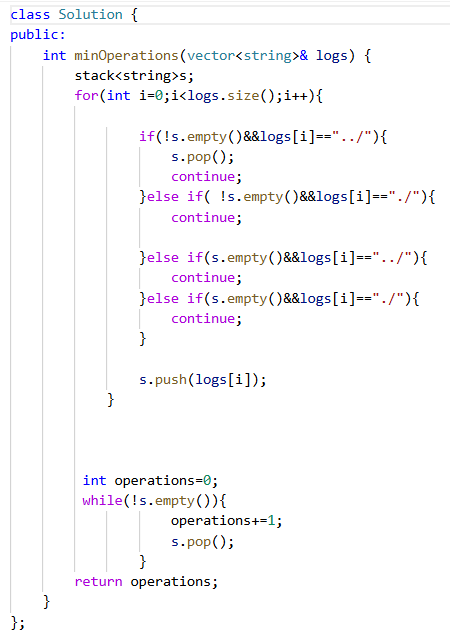 class Solution {
public:
    int minOperations(vector<string>& logs) {
        stack<string>s;
        for(int i=0;i<logs.size();i++){
                if(!s.empty()&&logs[i]=="../"){
                    s.pop();
                    continue;
                }else if( !s.empty()&&logs[i]=="./"){
                    continue;
                }else if(s.empty()&&logs[i]=="../"){
                    continue;
                }else if(s.empty()&&logs[i]=="./"){
                    continue;
                }
                s.push(logs[i]);
            }
         int operations=0;
         while(!s.empty()){
                    operations+=1;
                    s.pop();
                }
        return operations;
    }
};